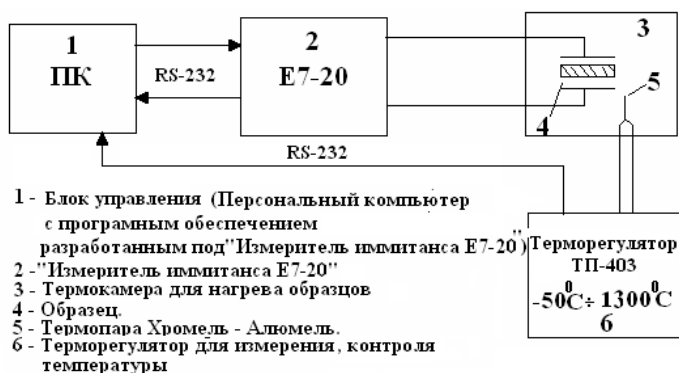 1
ПК
RS-232
2
E7-20
3
4
5
RS-232
1 - Блок управления (Персональный компьютер
с програмным обеспечением
разработанным под"Измеритель иммитанса Е7-20")
2 -"Измеритель иммитанса Е7-20"
3 - Термокамера для нагрева образцов
4 - Образец.
5 - Термопара Хромель - Алюмель.
6 - Терморегулятор для измерения, контроля
температуры
Терморегулятор
ТП-403
-50⁰С÷ 1300⁰С
6